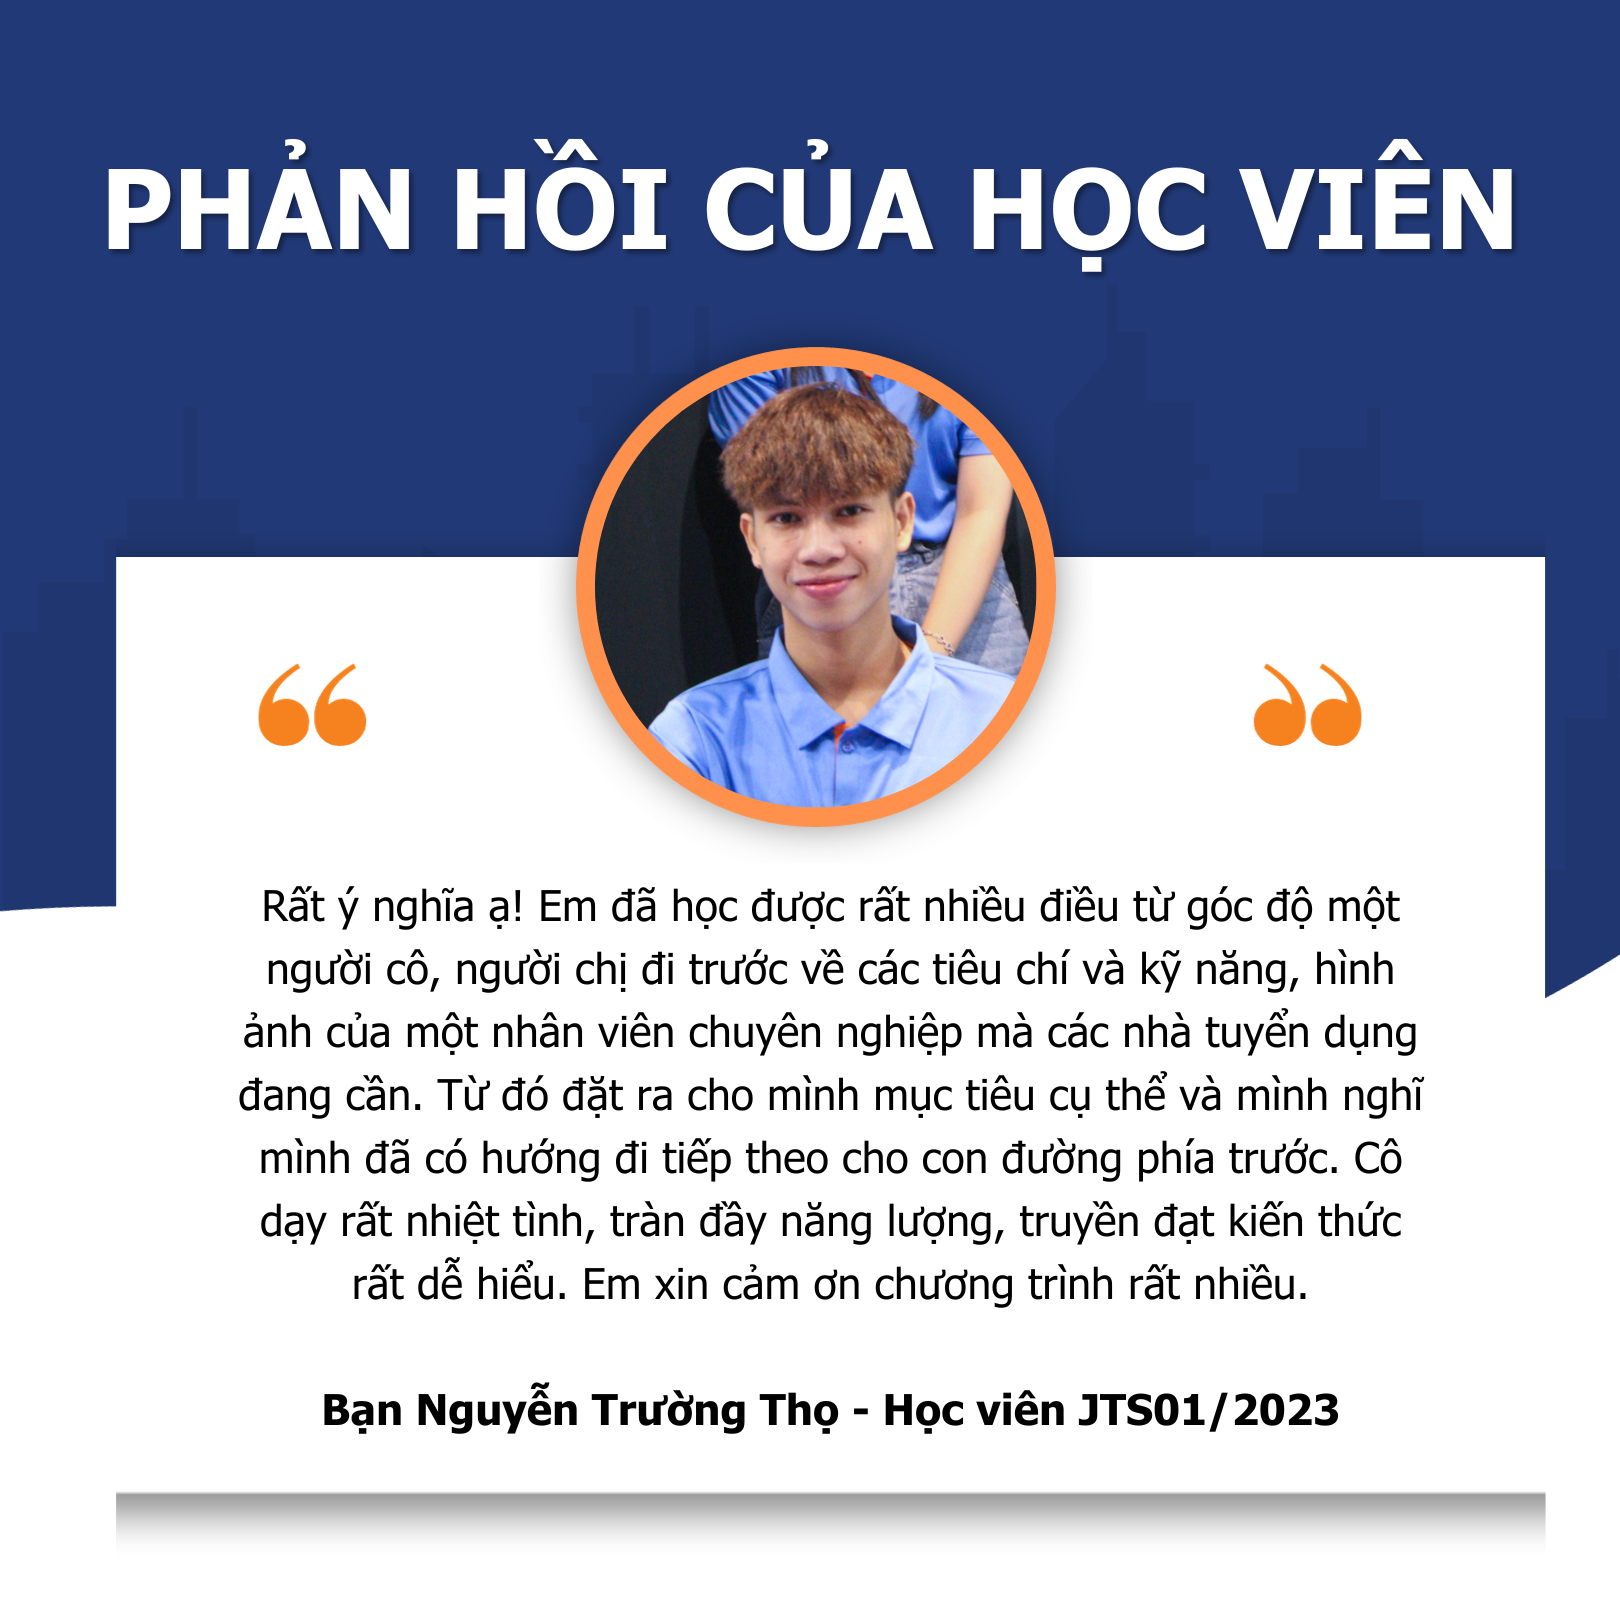 PHẢN HỒI CỦA HỌC VIÊN
Rất ý nghĩa ạ! Em đã học được rất nhiều điều từ góc độ một
người cô, người chị đi trước về các tiêu chí và kỹ năng, hình
ảnh của một nhân viên chuyên nghiệp mà các nhà tuyển dụng
đang cần. Từ đó đặt ra cho mình mục tiêu cụ thể và mình nghĩ
mình đã có hướng đi tiếp theo cho con đường phía trước. Cô
dạy rất nhiệt tình, tràn đầy năng lượng, truyền đạt kiến thức
rất dễ hiểu. Em xin cảm ơn chương trình rất nhiều.
Bạn Nguyễn Trường Thọ - Học viên JTS01/2023